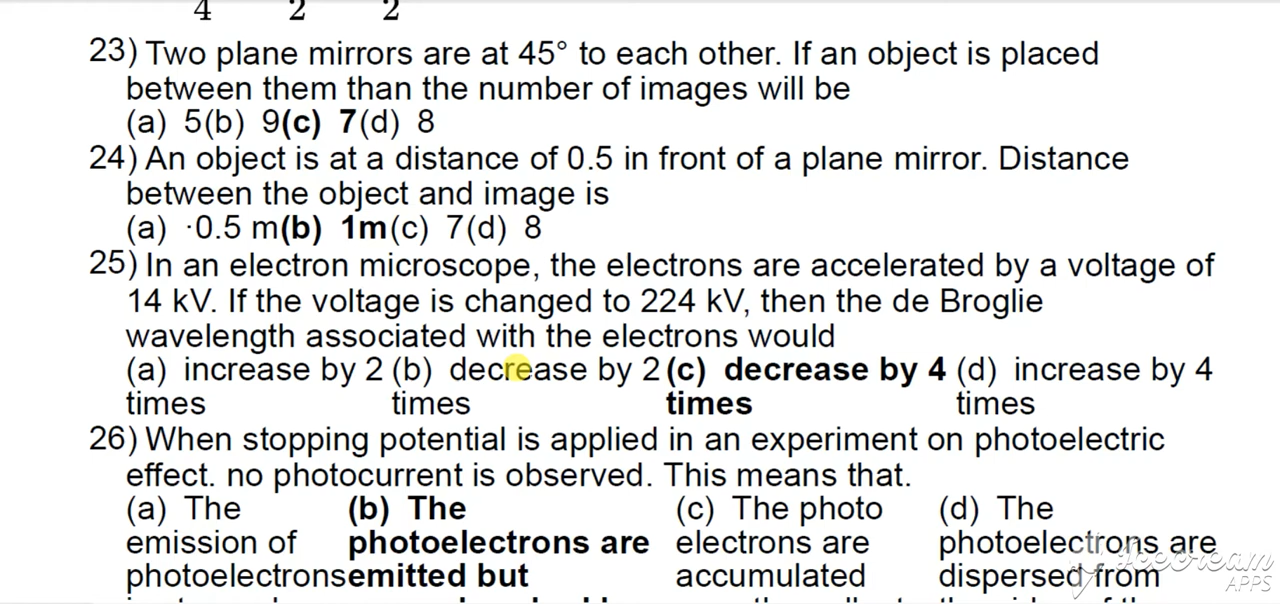 4 2 2
23) Two plane mirrors are at 45° to each other. If an object is placed
between them than the number of images will be
(a) 5(b) 9(c) 7(d) 8
24) An object is at a distance of 0.5 in front of a plane mirror. Distance
between the object and image is
(a) ·0.5 m(b) 1m(c) 7(d) 8
25) In an electron microscope, the electrons are accelerated by a voltage of
14 kV. If the voltage is changed to 224 kV, then the de Broglie
wavelength associated with the electrons would
(a) increase by 2 (b) decrease by 2 (c) decrease by 4 (d) increase by 4
times times times times
26) When stopping potential is applied in an experiment on photoelectric
effect. no photocurrent is observed. This means that.
(a) The (b) The (c) The photo (d) The
emission of photoelectrons are electrons are photoelectrons are
photoelectrons emitted but accumulated dispersed from
Icecream
APPS